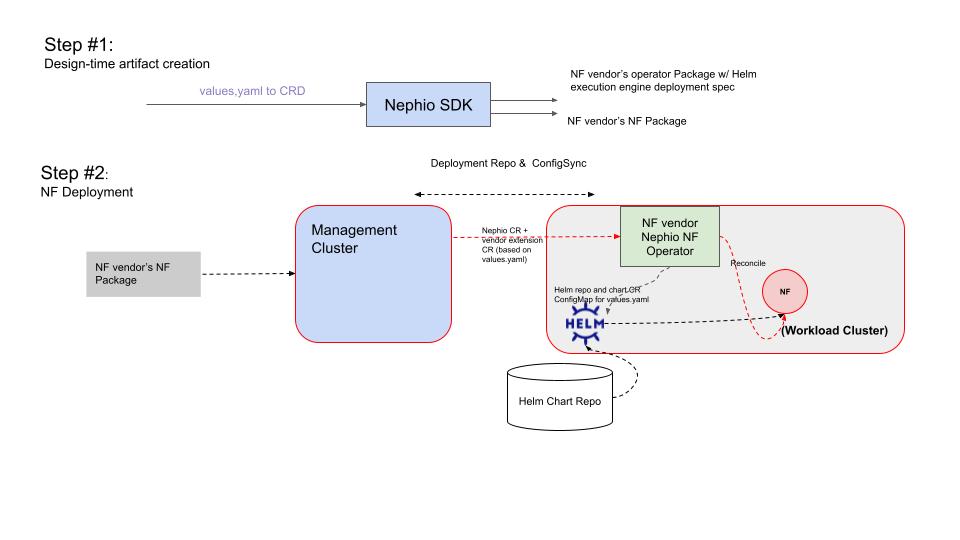 Step #1:
Design-time artifact creation
values,yaml to CRD
Nephio SDK
NF vendor's operator Package w/ Helm
execution engine deployment spec
NF vendor's NF Package
Step #2:
NF Deployment
Deployment Repo & ConfigSync
NF vendor's NF
Package
Management
Cluster
Nephio CR +
vendor extension
CR (based on
values.yaml)
NF vendor
Nephio NF
Operator
Reconcile
NF
Helm repo and chart CR
ConfigMap for values.yaml
HELM
(Workload Cluster)
Helm Chart Repo